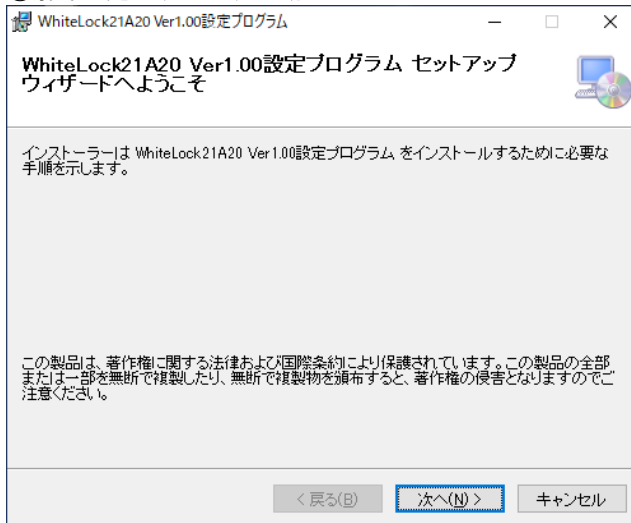 WhiteLock21A20 Ver1.00設定プログラム
WhiteLock21A20 Ver1.00設定プログラム セットアップ
ウィザードへようこそ
インストーラーは WhiteLock21A20 Ver1.00設定プログラム をインストールするために必要な
手順を示します。
この製品は、著作権に関する法律および国際条約により保護されています。この製品の全部
または一部を無断で複製したり、無断で複製物を頒布すると、著作権の侵害となりますのでご
注意ください。
< 戻る(B)
次へ(N) >
キャンセル